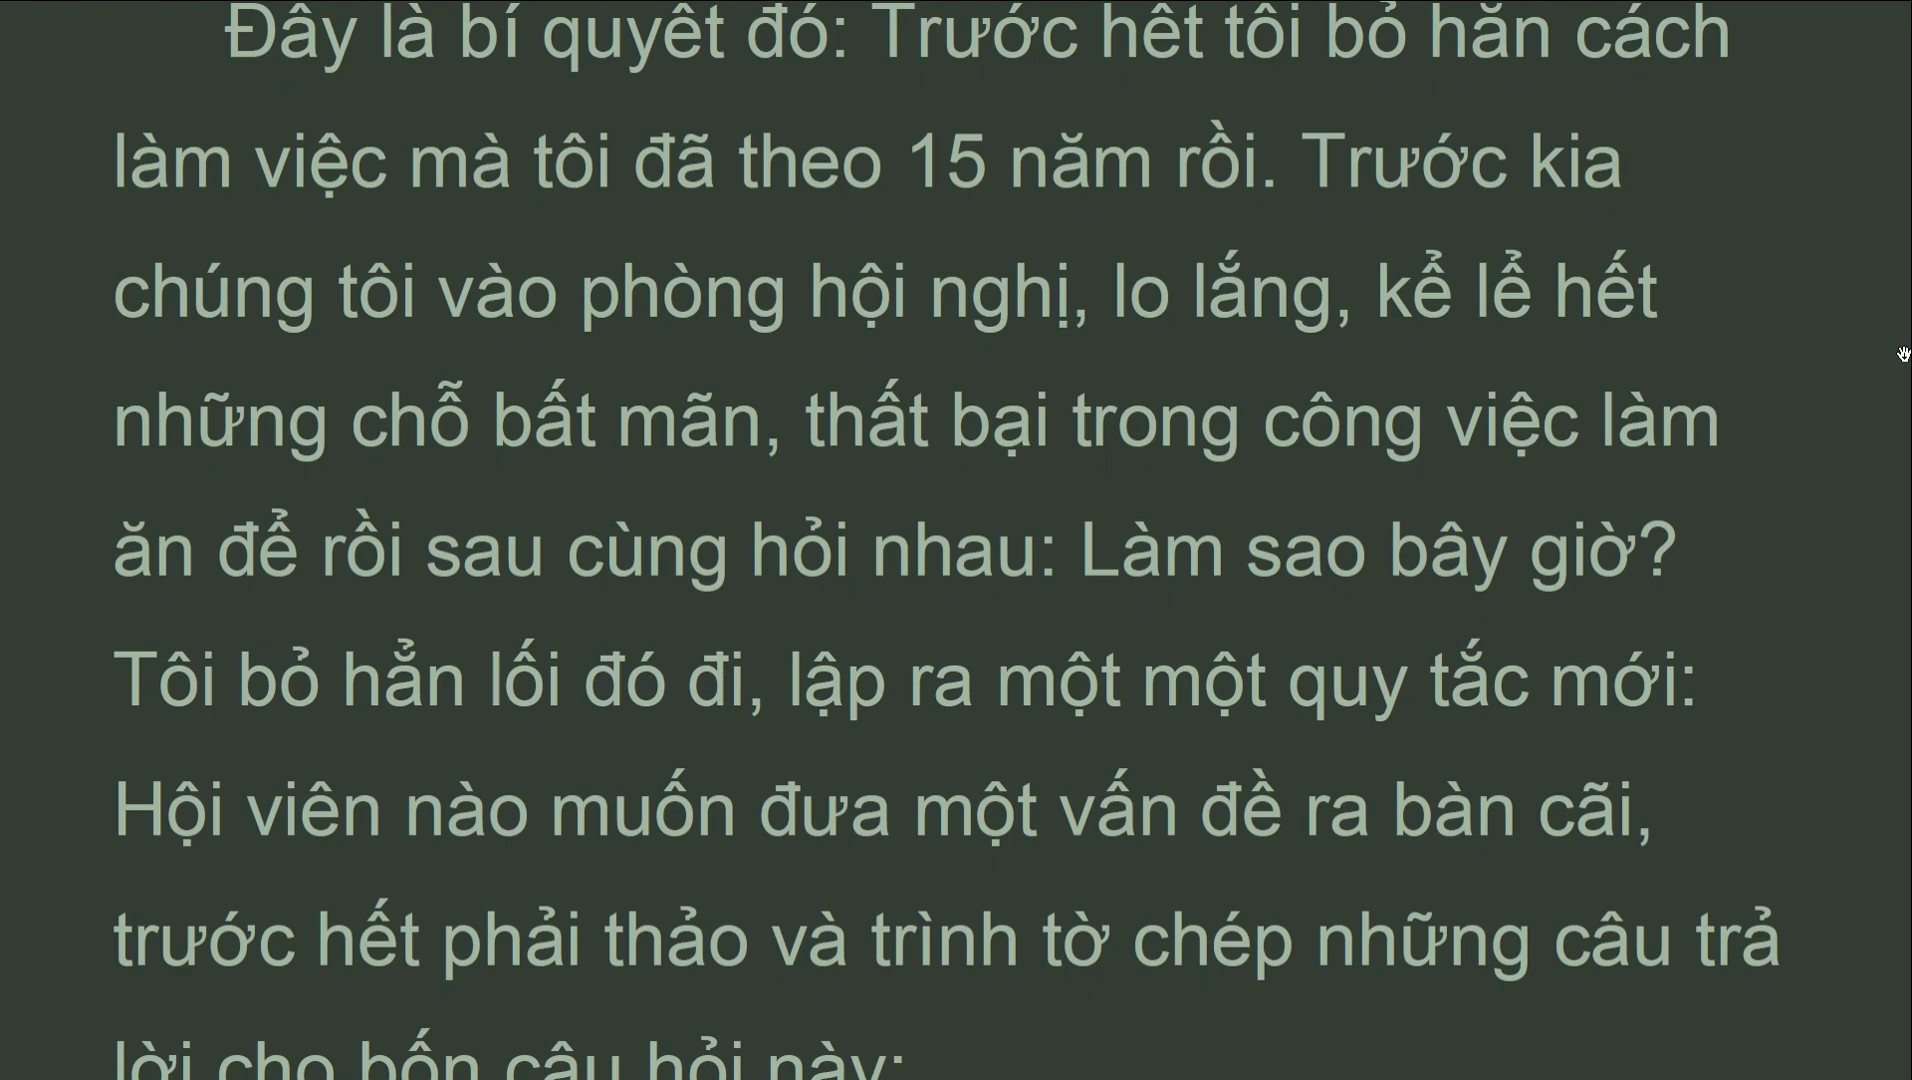 Đây là bí quyết đó: Trước hết tôi bỏ hẳn cách
làm việc mà tôi đã theo 15 năm rồi. Trước kia
chúng tôi vào phòng hội nghị, lo lắng, kể lể hết
những chỗ bất mãn, thất bại trong công việc làm
ăn để rồi sau cùng hỏi nhau: Làm sao bây giờ?
Tôi bỏ hẳn lối đó đi, lập ra một một quy tắc mới:
Hội viên nào muốn đưa một vấn đề ra bàn cãi,
trước hết phải thảo và trình tờ chép những câu trả
lời cho bốn câu hỏi này: